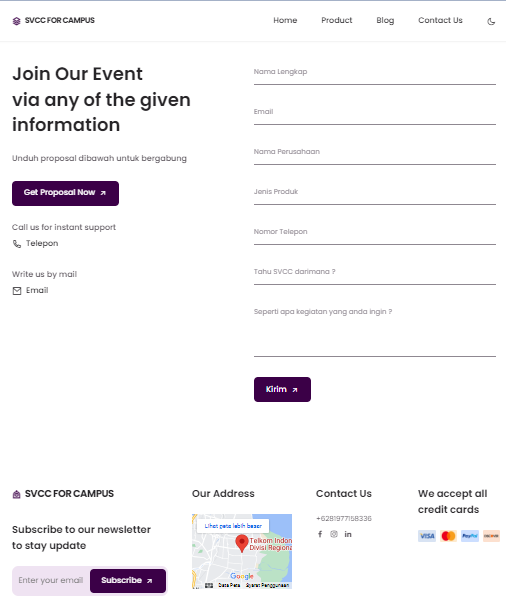 SVCC FOR CAMPUS
Home Product Blog Contact Us
Join Our Event
via any of the given
information
Unduh proposal dibawah untuk bergabung
Get Proposal Now
Call us for instant support
Telepon
Write us by mail
Email
Nama Lengkap
Email
Nama Perusahaan
Jenis Produk
Nomor Telepon
Tahu SVCC darimana ?
Seperti apa kegiatan yang anda ingin ?
Kirim
SVCC FOR CAMPUS
Subscribe to our newsletter
to stay update
Enter your email
Subscribe
Our Address
Lihat peta lebih besar
Telkom Indon
Divisi Regiona
Google
Data Peta Syarat Penggunaan
Contact Us
+6281977158336
We accept all
credit cards
VISA
MasterCard
PayPal